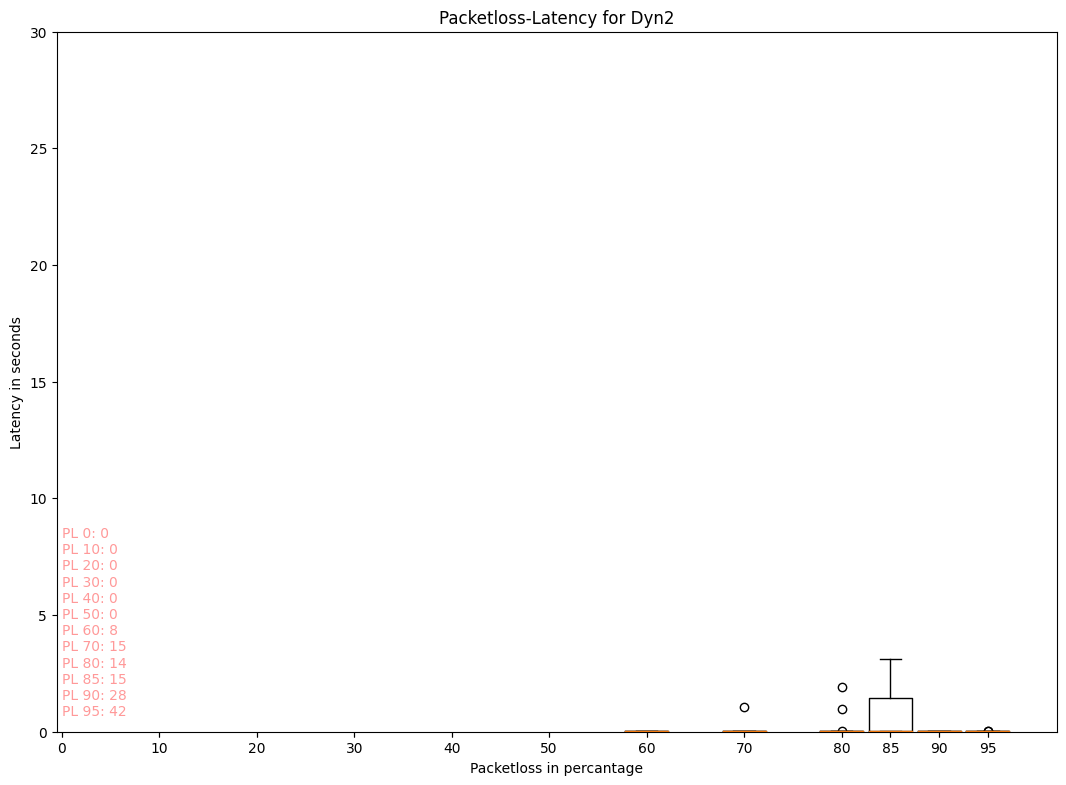 Packetloss-Latency for Dyn2
30
25
20
15
10
5
0
Latency in seconds
PL 0: 0
PL 10: 0
PL 20: 0
PL 30: 0
PL 40: 0
PL 50: 0
PL 60: 8
PL 70: 15
PL 80: 14
PL 85: 15
PL 90: 28
PL 95: 42
0 10 20 30 40 50 60 70 80 85 90 95
Packetloss in percantage